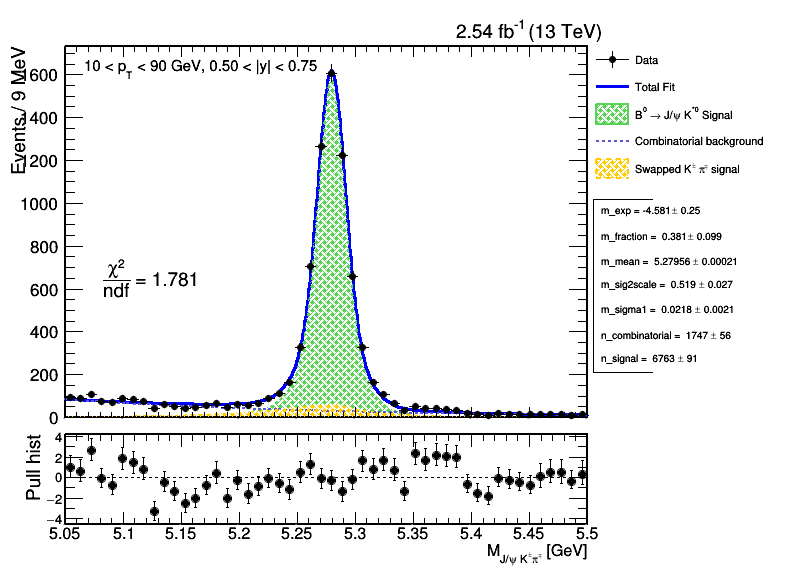 2.54 fb⁻¹ (13 TeV)
Events / 9 MeV
10 < p_T < 90 GeV, 0.50 < |y| < 0.75
1600
1400
1200
1000
800
600
400
200
0
χ²/ndf = 1.781
Data
Total Fit
B⁰ → J/ψ K*⁰ Signal
Combinatorial background
Swapped K± π∓ signal
m_exp = -4.581 ± 0.25
m_fraction = 0.381 ± 0.099
m_mean = 5.27956 ± 0.00021
m_sig2scale = 0.519 ± 0.027
m_sigma1 = 0.0218 ± 0.0021
n_combinatorial = 1747 ± 56
n_signal = 6763 ± 91
Pull hist
4
2
0
−2
−4
5.05 5.1 5.15 5.2 5.25 5.3 5.35 5.4 5.45 5.5
M_J/ψ K±π∓ [GeV]